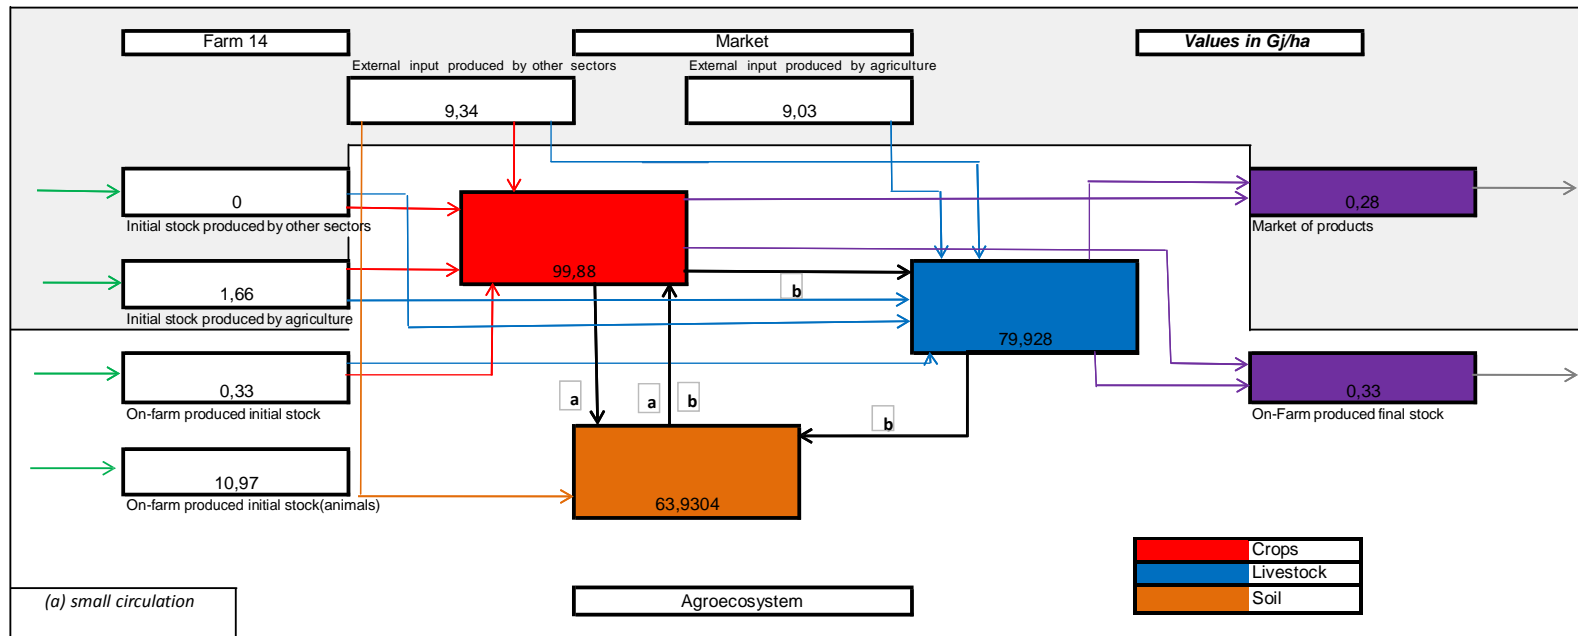 Farm 14
Market
Values in Gj/ha
External input produced by other sectors
External input produced by agriculture
9,34
9,03
0
Initial stock produced by other sectors
0,28
Market of products
99,88
b
1,66
Initial stock produced by agriculture
79,928
0,33
On-farm produced initial stock
0,33
On-Farm produced final stock
a
a
b
b
10,97
On-farm produced initial stock(animals)
63,9304
Crops
Livestock
Soil
(a) small circulation
Agroecosystem